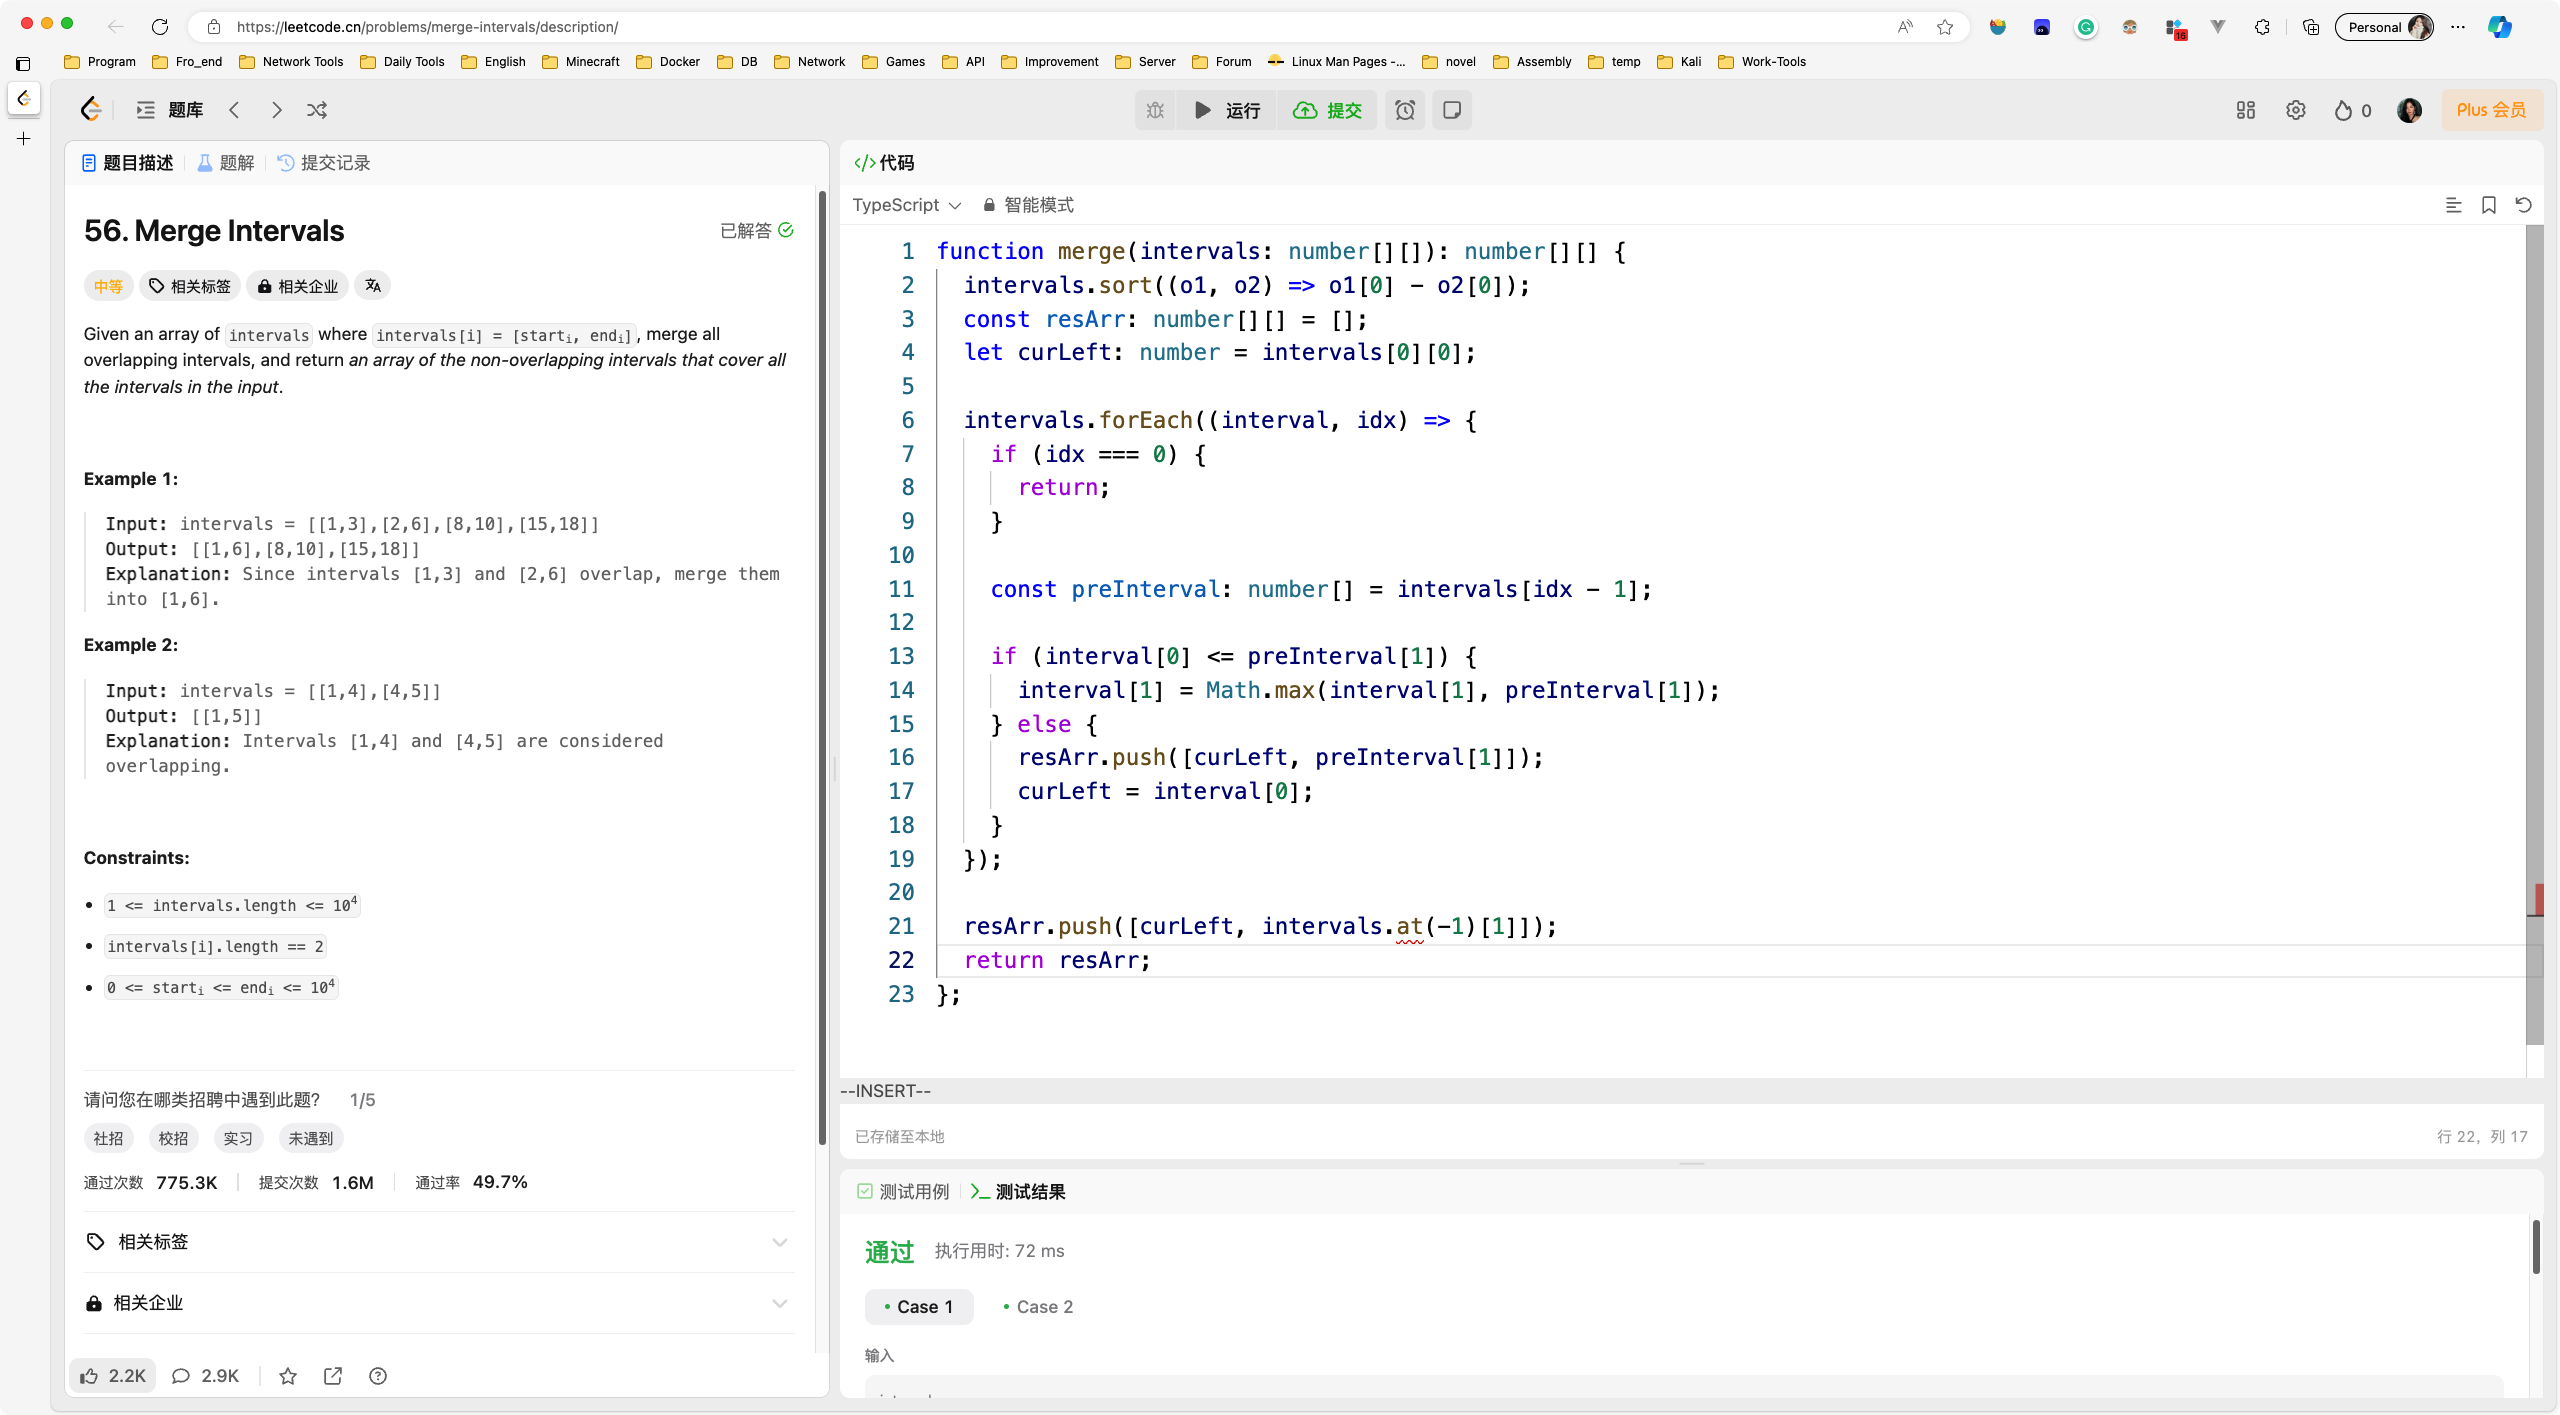 https://leetcode.cn/problems/merge-intervals/description/
Personal
16
Program Fro_end Network Tools Daily Tools English Minecraft Docker DB Network Games API Improvement Server Forum Linux Man Pages -... novel Assembly temp Kali Work-Tools
题库
运行 提交
0
Plus 会员
题目描述 题解 提交记录
56. Merge Intervals
已解答
中等 相关标签 相关企业
Given an array of intervals where intervals[i] = [starti, endi], merge all
overlapping intervals, and return an array of the non-overlapping intervals that cover all
the intervals in the input.
Example 1:
Input: intervals = [[1,3],[2,6],[8,10],[15,18]]
Output: [[1,6],[8,10],[15,18]]
Explanation: Since intervals [1,3] and [2,6] overlap, merge them
into [1,6].
Example 2:
Input: intervals = [[1,4],[4,5]]
Output: [[1,5]]
Explanation: Intervals [1,4] and [4,5] are considered
overlapping.
Constraints:
• 1 <= intervals.length <= 10^4
• intervals[i].length == 2
• 0 <= starti <= endi <= 10^4
请问您在哪类招聘中遇到此题? 1/5
社招 校招 实习 未遇到
通过次数 775.3K 提交次数 1.6M 通过率 49.7%
相关标签
相关企业
2.2K 2.9K
</>代码
TypeScript 智能模式
1 function merge(intervals: number[][]): number[][] {
2 intervals.sort((o1, o2) => o1[0] - o2[0]);
3 const resArr: number[][] = [];
4 let curLeft: number = intervals[0][0];
5
6 intervals.forEach((interval, idx) => {
7 if (idx === 0) {
8 return;
9 }
10
11 const preInterval: number[] = intervals[idx - 1];
12
13 if (interval[0] <= preInterval[1]) {
14 interval[1] = Math.max(interval[1], preInterval[1]);
15 } else {
16 resArr.push([curLeft, preInterval[1]]);
17 curLeft = interval[0];
18 }
19 });
20
21 resArr.push([curLeft, intervals.at(-1)[1]]);
22 return resArr;
23 };
--INSERT--
已存储至本地
行 22, 列 17
测试用例 测试结果
通过 执行用时: 72 ms
• Case 1 • Case 2
输入